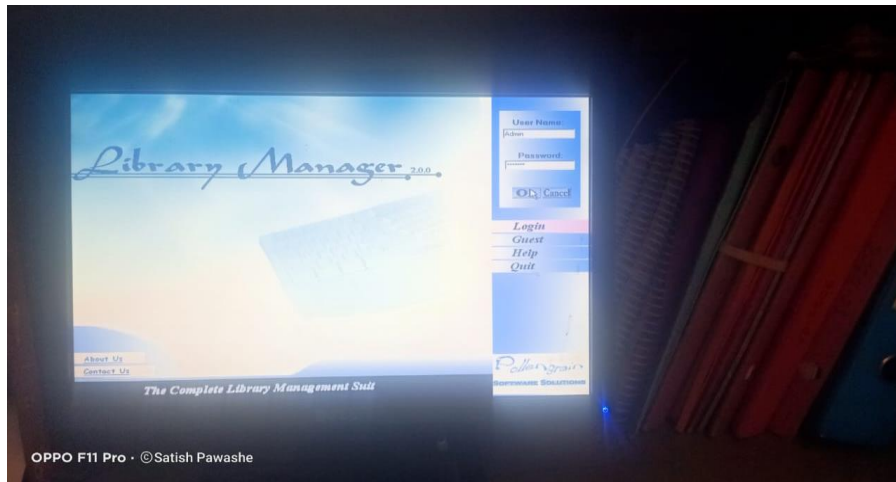 Library Manager 2.0.0
User Name:
Admin
Password:
OK Cancel
Login
Guest
Help
Quit
About Us
Contact Us
SOFTWARE SOLUTIONS
The Complete Library Management Suit
OPPO F11 Pro · ©Satish Pawashe